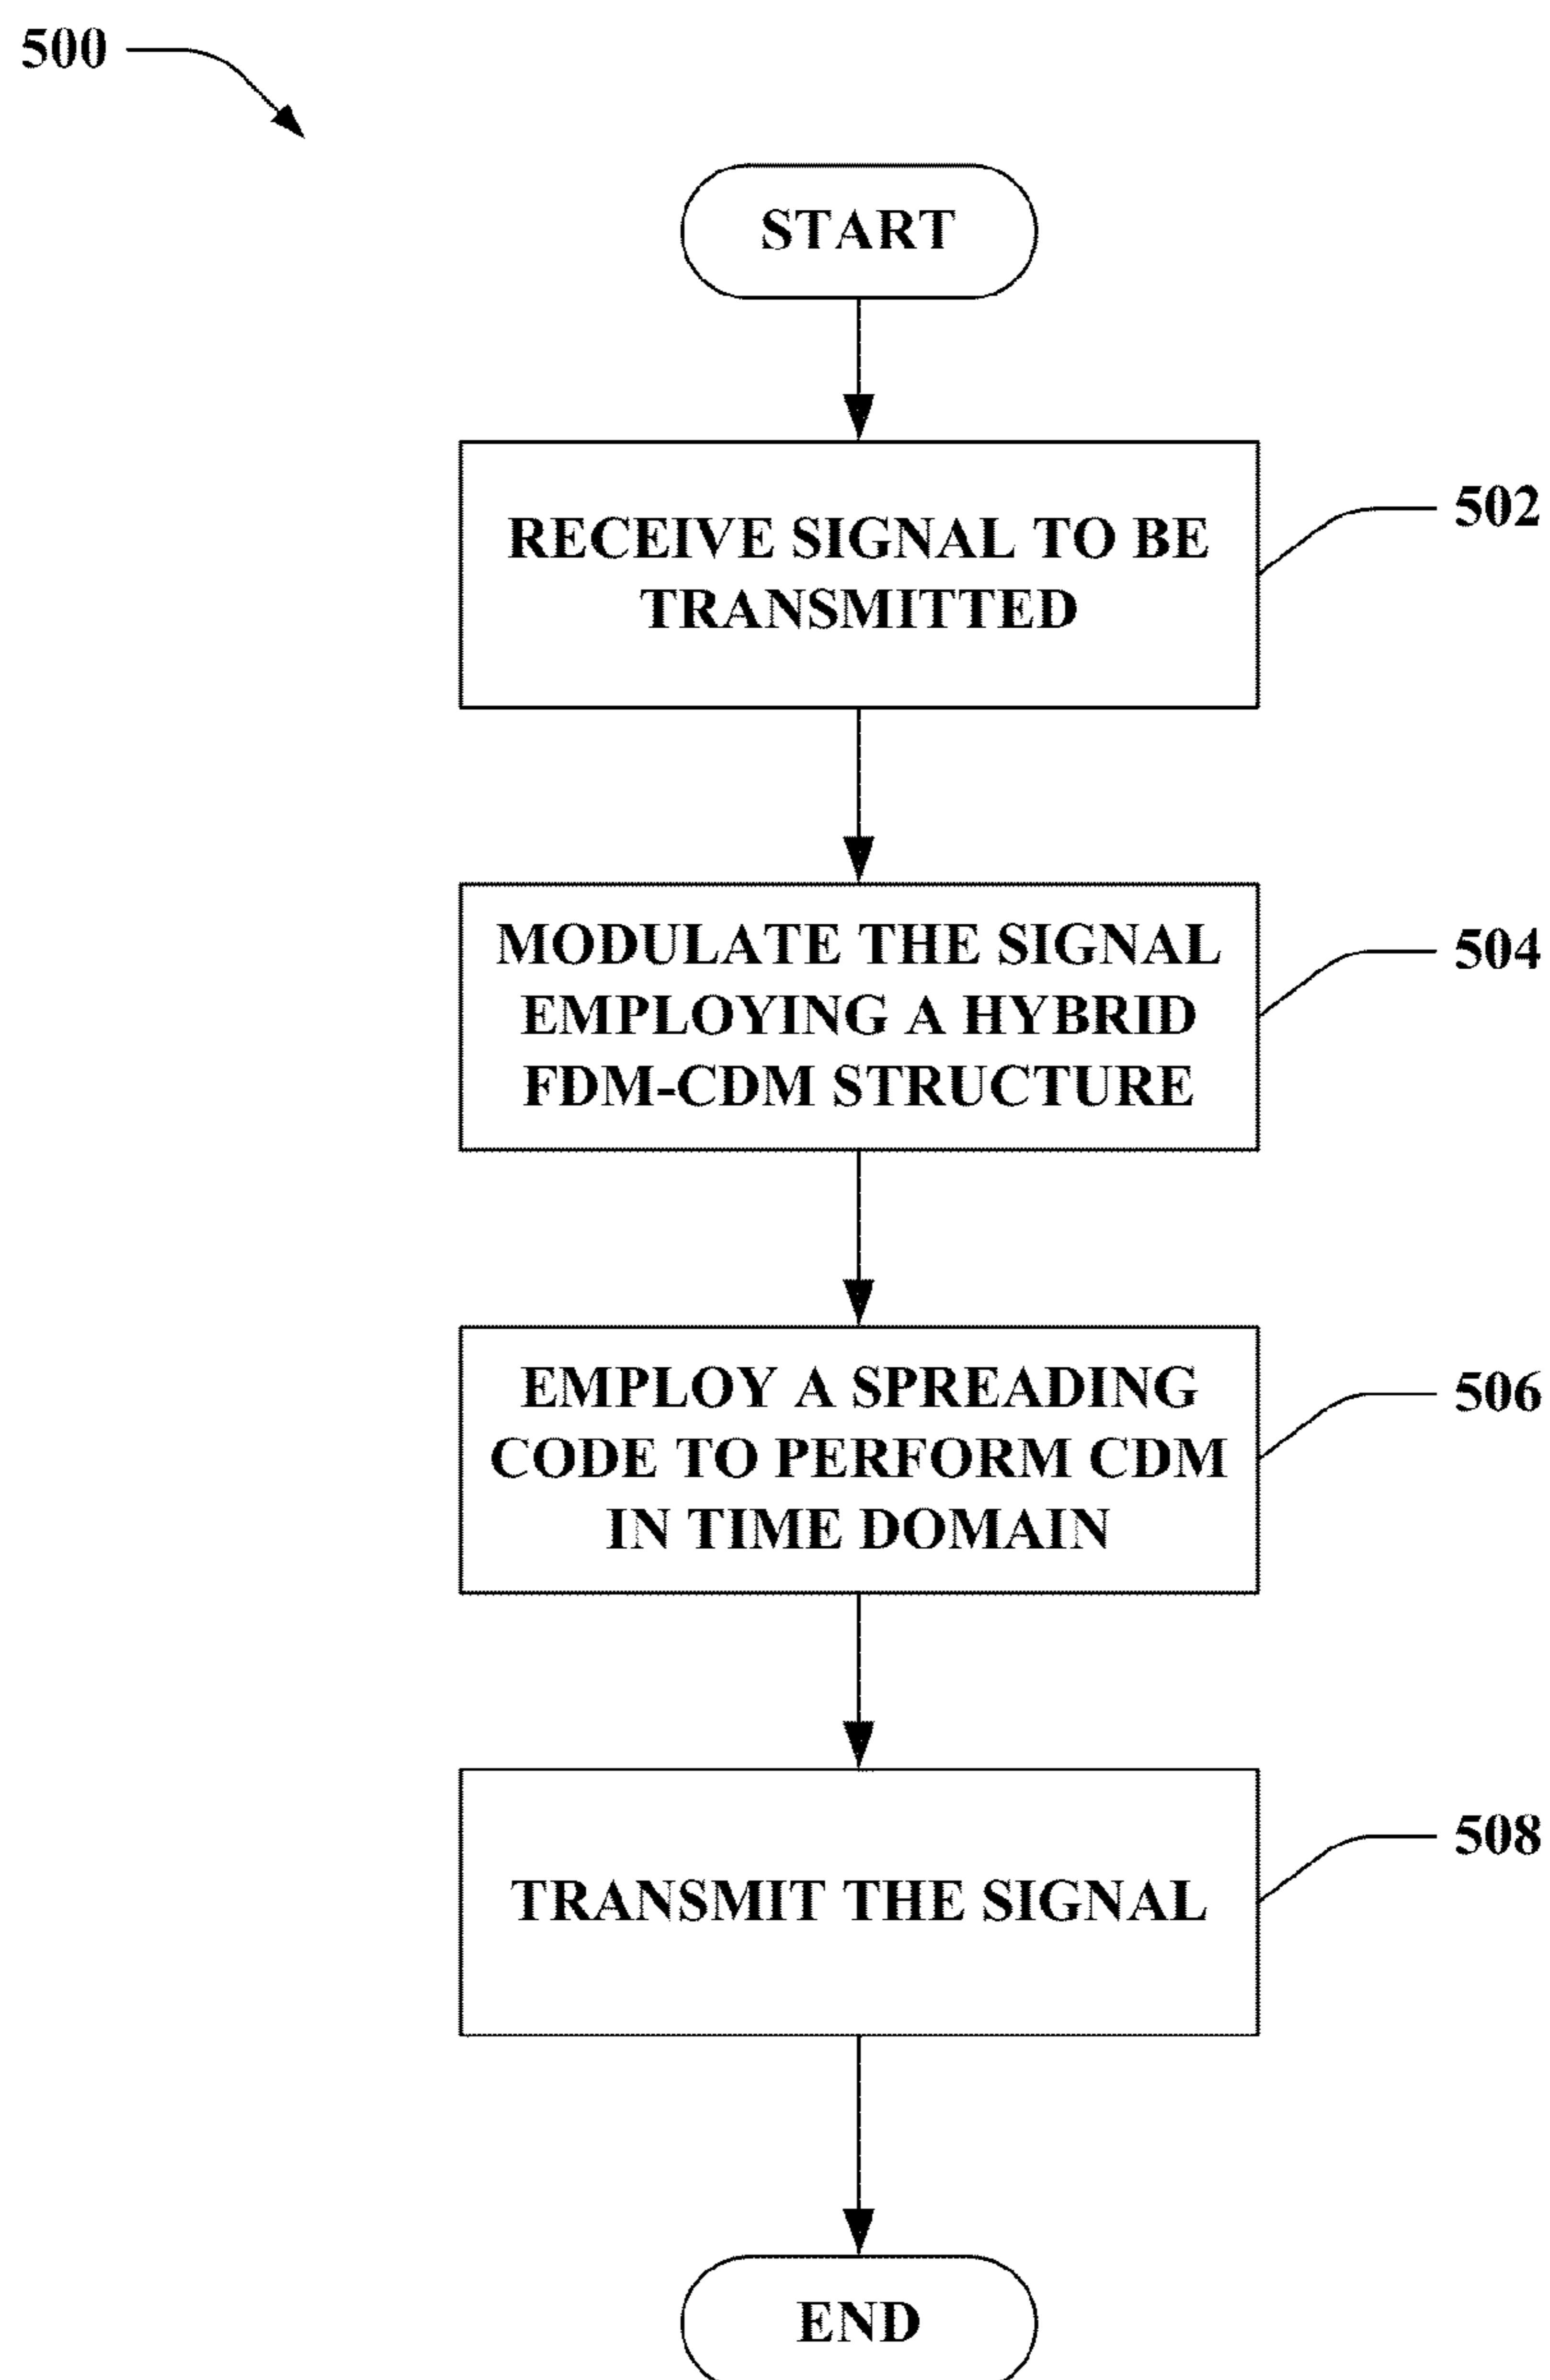 500
START
RECEIVE SIGNAL TO BE
TRANSMITTED
502
MODULATE THE SIGNAL
EMPLOYING A HYBRID
FDM-CDM STRUCTURE
504
EMPLOY A SPREADING
CODE TO PERFORM CDM
IN TIME DOMAIN
506
TRANSMIT THE SIGNAL
508
END